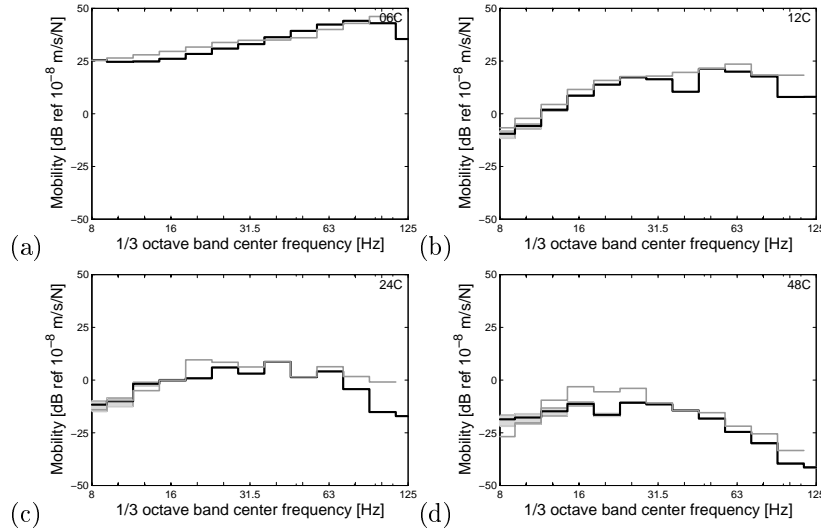 50
06C
25
0
−25
−50
8
16
31.5
63
125
Mobility [dB ref 10⁻⁸ m/s/N]
1/3 octave band center frequency [Hz]
(a)
50
12C
25
0
−25
−50
8
16
31.5
63
125
Mobility [dB ref 10⁻⁸ m/s/N]
1/3 octave band center frequency [Hz]
(b)
50
24C
25
0
−25
−50
8
16
31.5
63
125
Mobility [dB ref 10⁻⁸ m/s/N]
1/3 octave band center frequency [Hz]
(c)
50
48C
25
0
−25
−50
8
16
31.5
63
125
Mobility [dB ref 10⁻⁸ m/s/N]
1/3 octave band center frequency [Hz]
(d)